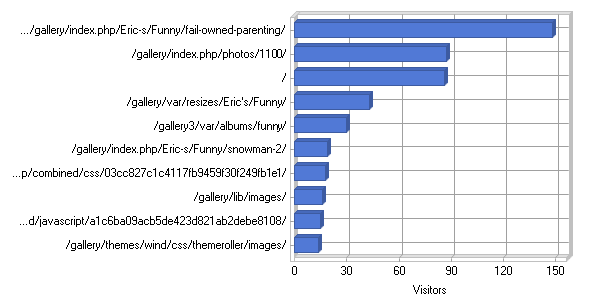 .../gallery/index.php/Eric-s/Funny/fail-owned-parenting/
/gallery/index.php/photos/1100/
/
/gallery/var/resizes/Eric's/Funny/
/gallery3/var/albums/funny/
/gallery/index.php/Eric-s/Funny/snowman-2/
...p/combined/css/03cc827c1c4117fb9459f30f249fb1e1/
/gallery/lib/images/
...d/javascript/a1c6ba09acb5de423d821ab2debe8108/
/gallery/themes/wind/css/themeroller/images/
0 30 60 90 120 150
Visitors